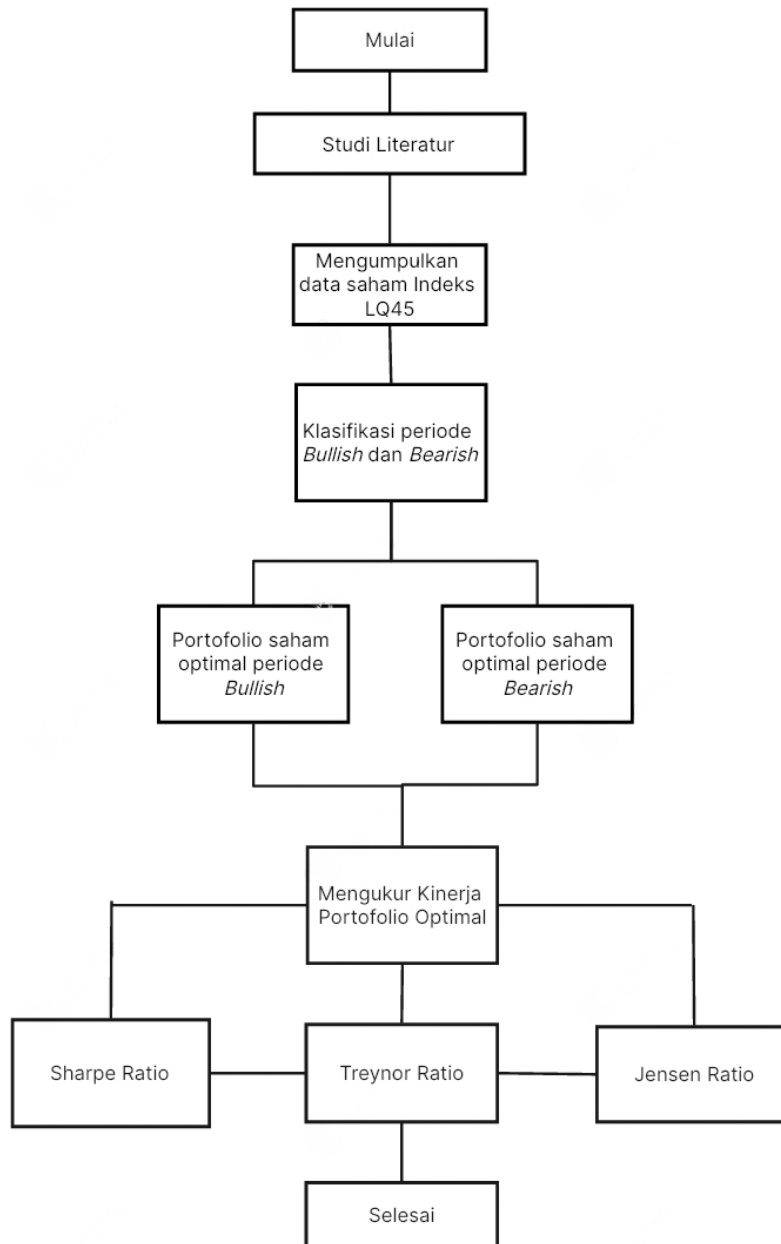 Mulai
Studi Literatur
Mengumpulkan
data saham Indeks
LQ45
Klasifikasi periode
Bullish dan Bearish
Portofolio saham
optimal periode
Bullish
Portofolio saham
optimal periode
Bearish
Mengukur Kinerja
Portofolio Optimal
Sharpe Ratio
Treynor Ratio
Jensen Ratio
Selesai